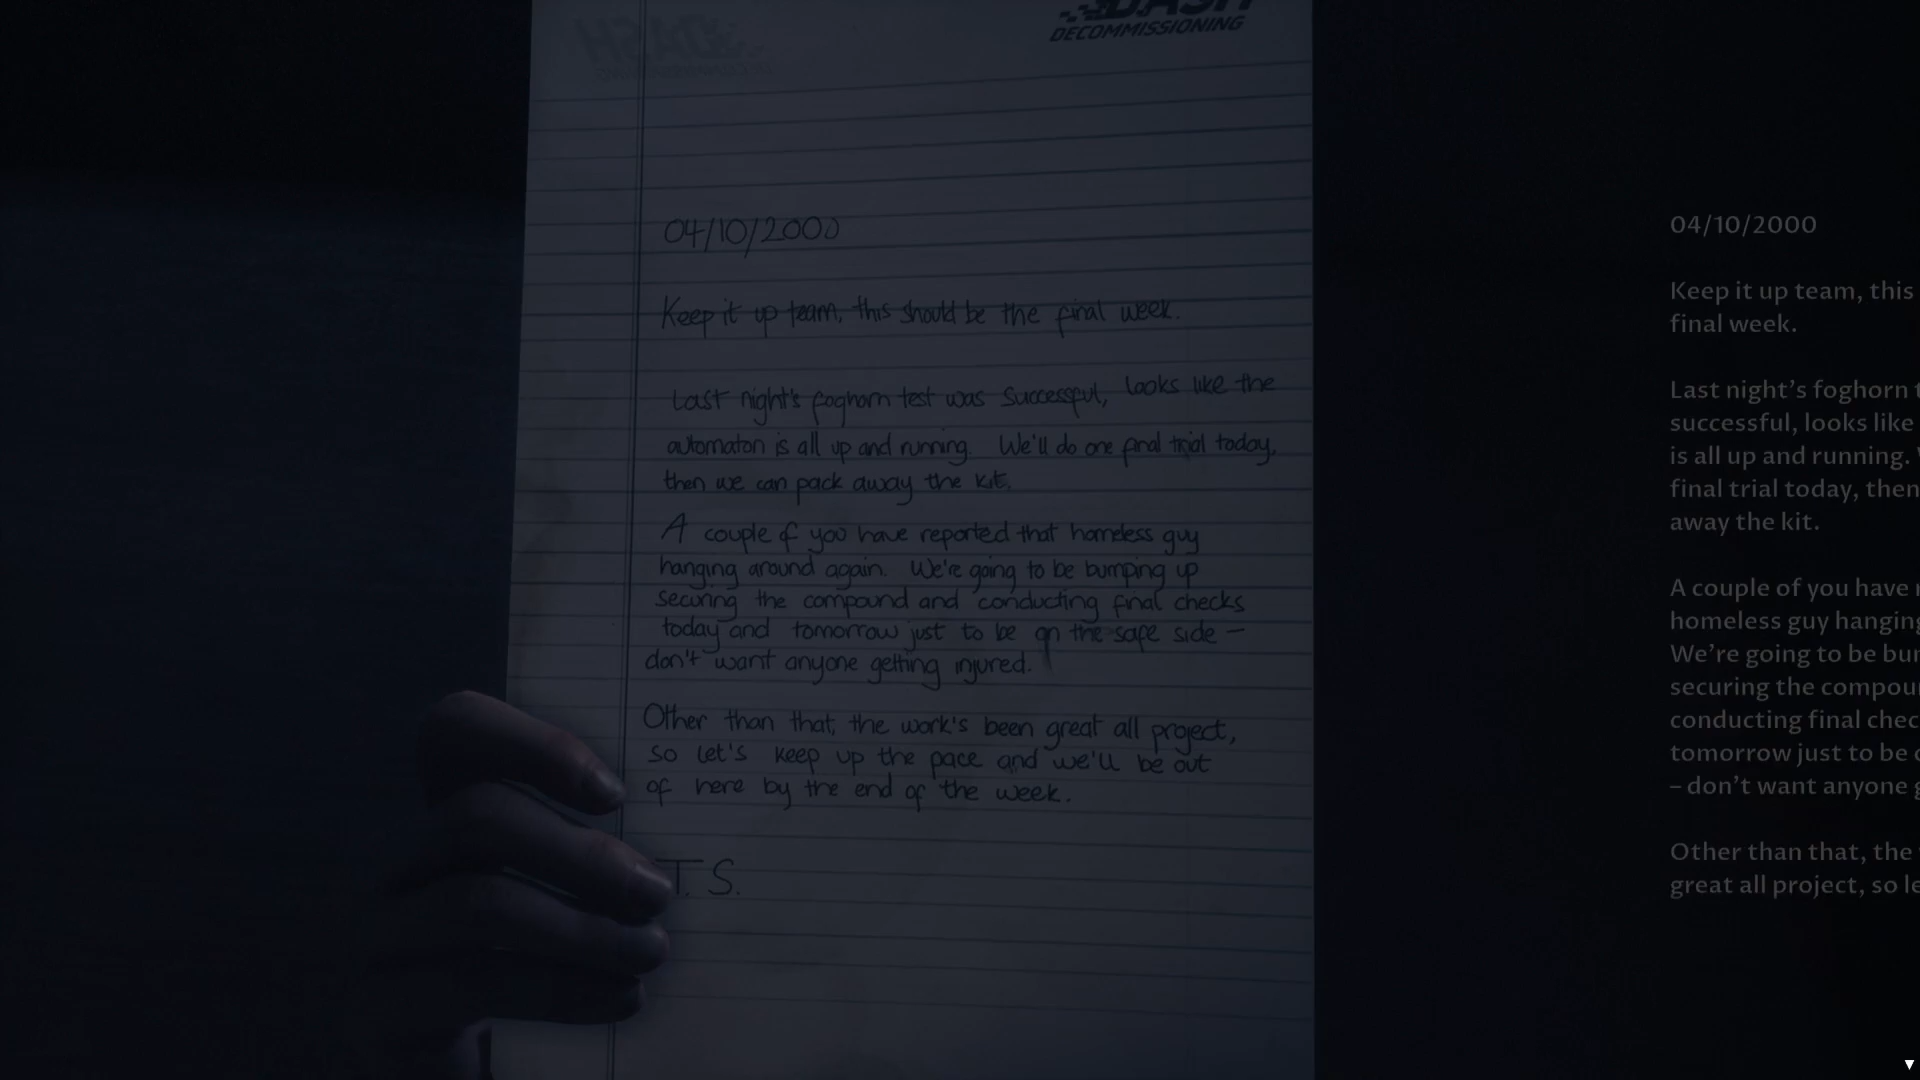 DASH
DECOMMISSIONING
04/10/2000
Keep it up team, this should be the final week.
Last night's foghorn test was successful, looks like the
automaton is all up and running. We'll do one final trial today,
then we can pack away the kit.
A couple of you have reported that homeless guy
hanging around again. We're going to be bumping up
securing the compound and conducting final checks
today and tomorrow just to be on the safe side –
don't want anyone getting injured.
Other than that, the work's been great all project,
so let's keep up the pace and we'll be out
of here by the end of the week.
T. S.
04/10/2000
Keep it up team, this
final week.
Last night's foghorn t
successful, looks like
is all up and running. W
final trial today, then
away the kit.
A couple of you have r
homeless guy hanging
We're going to be bum
securing the compoun
conducting final chec
tomorrow just to be o
– don't want anyone g
Other than that, the w
great all project, so le